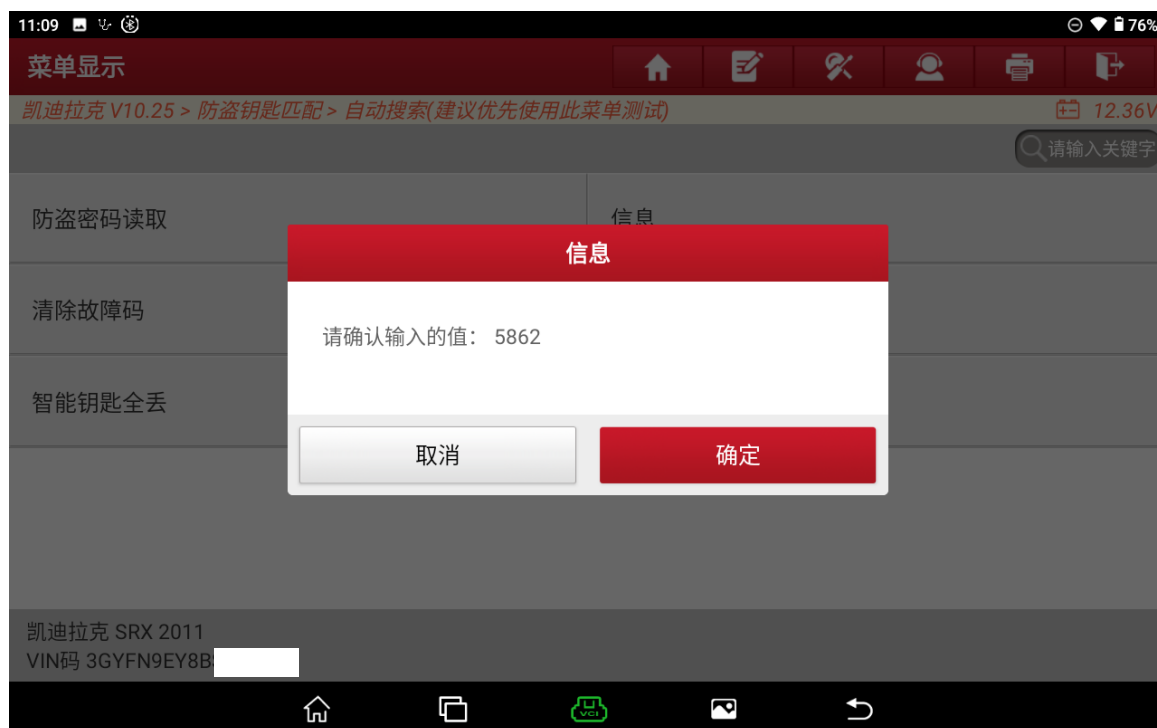 11:09
76%
菜单显示
凯迪拉克 V10.25 > 防盗钥匙匹配 > 自动搜索(建议优先使用此菜单测试)
12.36V
请输入关键字
防盗密码读取
信息
信息
清除故障码
请确认输入的值： 5862
智能钥匙全丢
取消
确定
凯迪拉克 SRX 2011
VIN码 3GYFN9EY8B
VCI